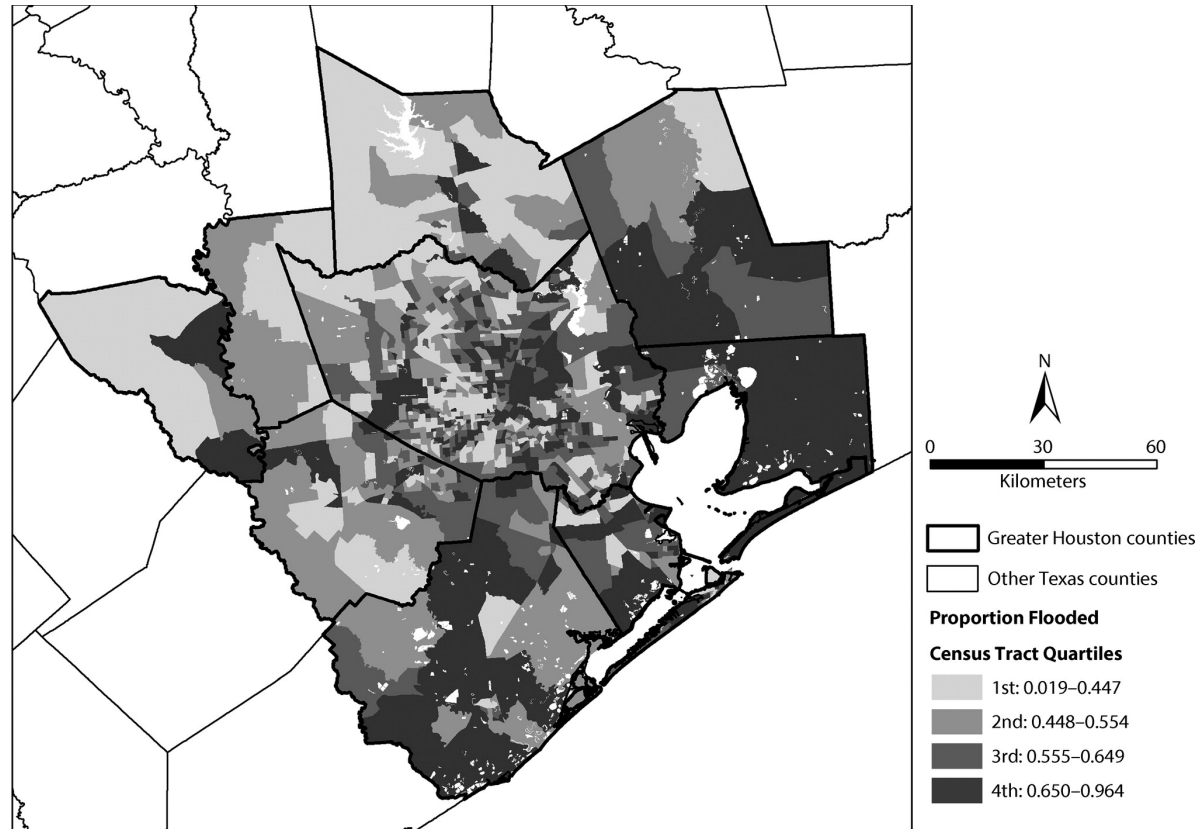 N
0 30 60
Kilometers
Greater Houston counties
Other Texas counties
Proportion Flooded
Census Tract Quartiles
1st: 0.019–0.447
2nd: 0.448–0.554
3rd: 0.555–0.649
4th: 0.650–0.964